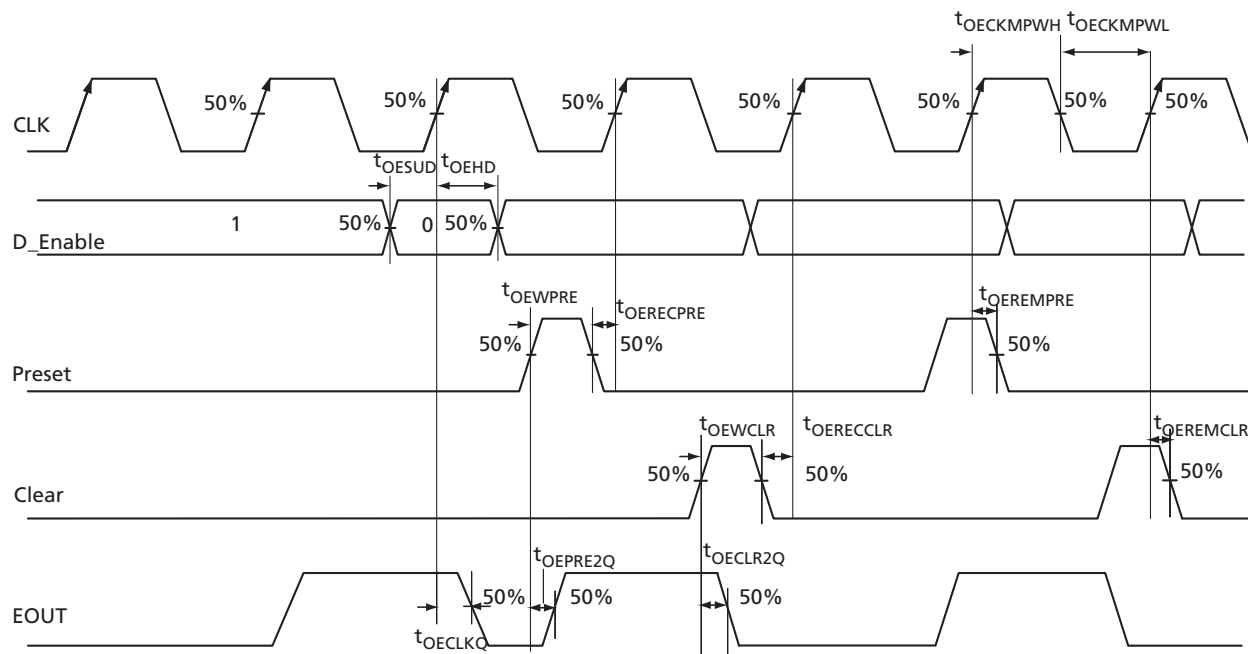 tOECKMPWH tOECKMPWL
50% 50% 50% 50% 50% 50% 50%
CLK
tOESUD tOEHD
1 50% 0 50%
D_Enable
tOEWPRE tOERECPRE tOEREMPRE
50% 50% 50%
Preset
tOEWCLR tOERECCLR tOEREMCLR
50% 50% 50%
Clear
tOEPRE2Q tOECLR2Q
50% 50% 50%
EOUT
tOECLKQ